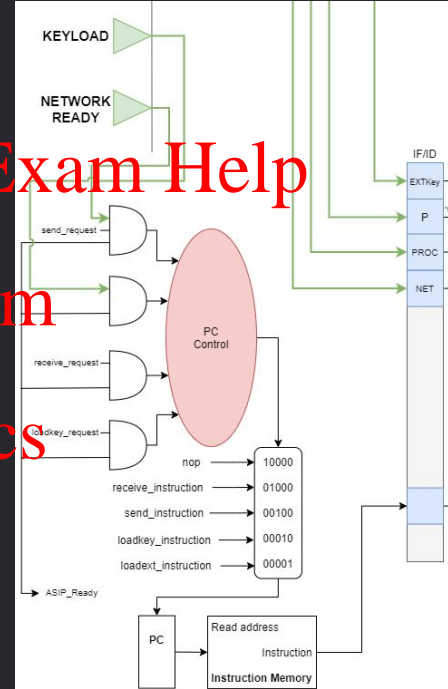 KEYLOAD
NETWORK
READY
Exam Help
IF/ID
EXTKey
P
PROC
NET
send_request
m
receive_request
loadkey_request
cs
PC
Control
nop
10000
receive_instruction
01000
send_instruction
00100
loadkey_instruction
00010
loadext_instruction
00001
ASIP_Ready
PC
Read address
Instruction
Instruction Memory